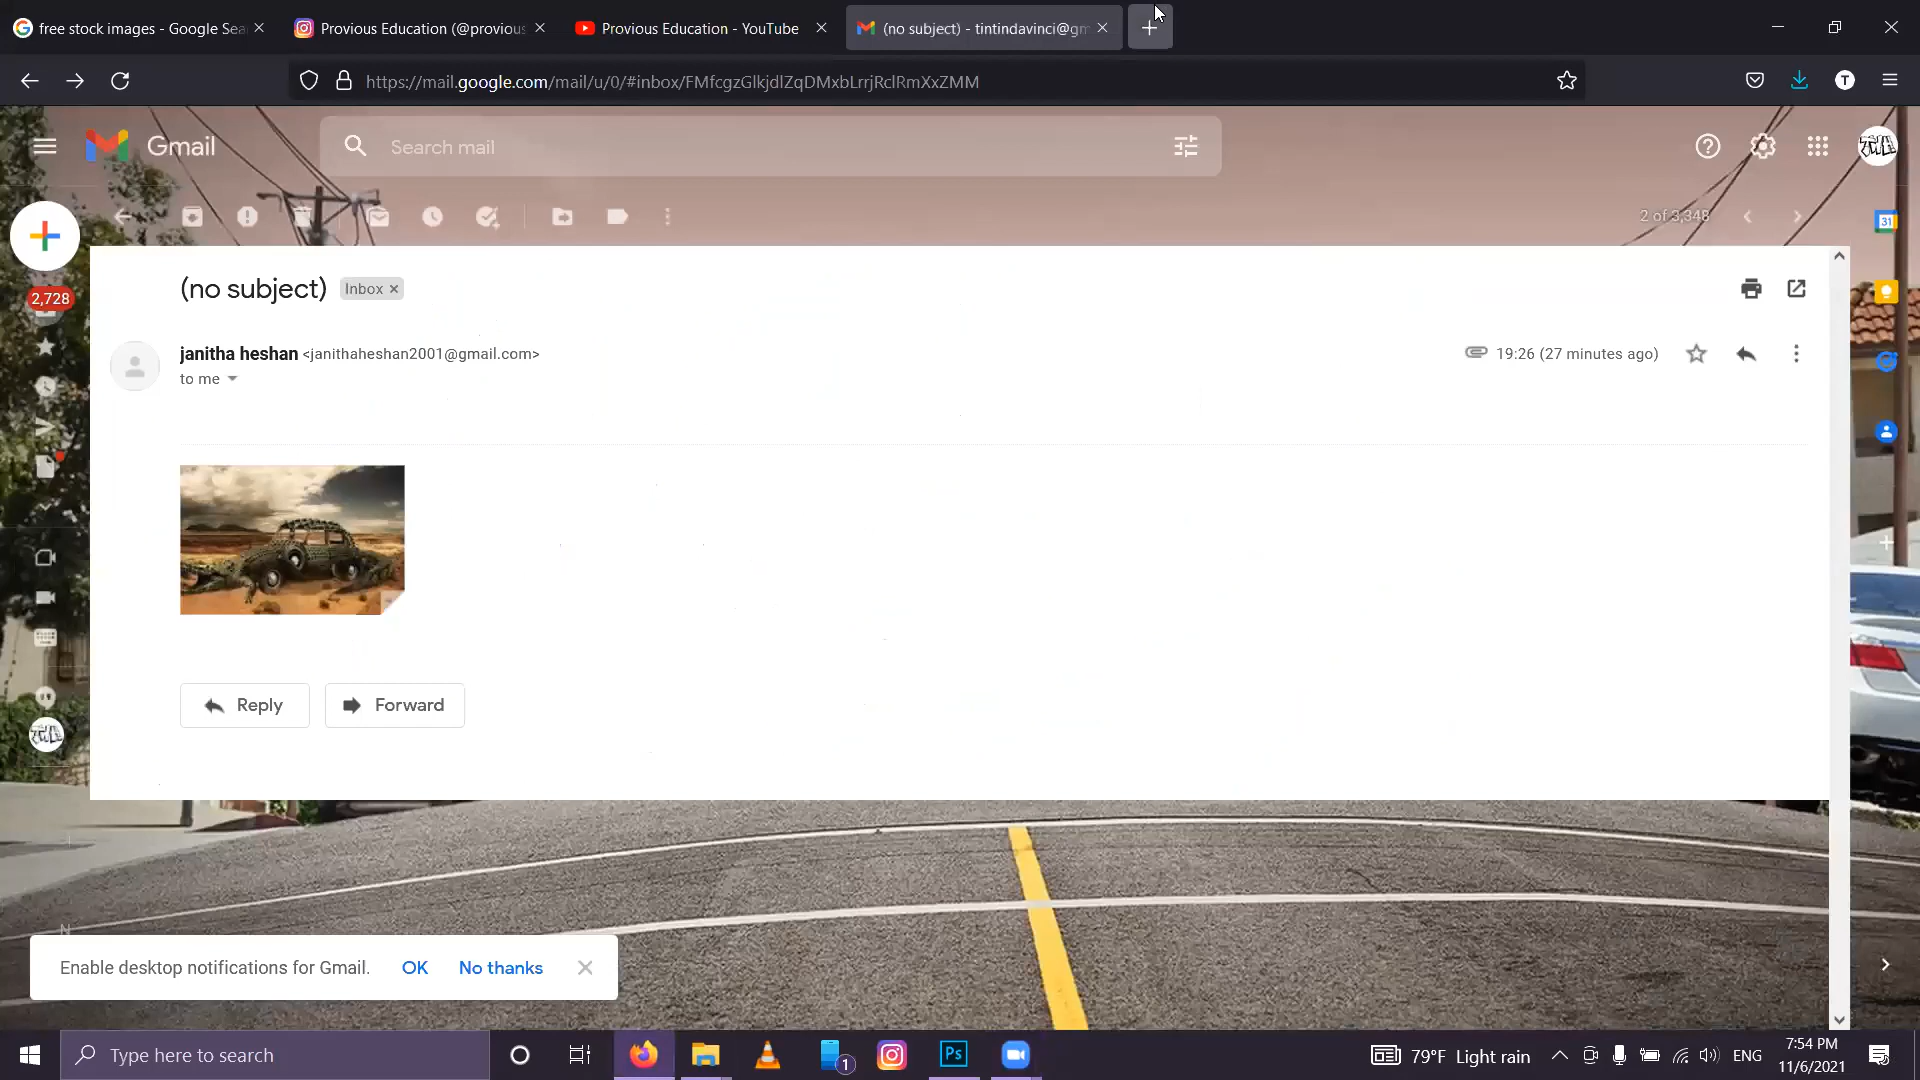 free stock images - Google Sea
Provious Education (@provious
Provious Education - YouTube
(no subject) - tintindavinci@gm
https://mail.google.com/mail/u/0/#inbox/FMfcgzGlkjdlZqDMxbLrrjRclRmXxZMM
T
Gmail
Search mail
2 of 3,348
31
2,728
(no subject)
Inbox ×
janitha heshan <janithaheshan2001@gmail.com>
19:26 (27 minutes ago)
to me
Reply
Forward
Enable desktop notifications for Gmail.
OK
No thanks
Type here to search
1
Ps
79°F Light rain
ENG
7:54 PM
11/6/2021